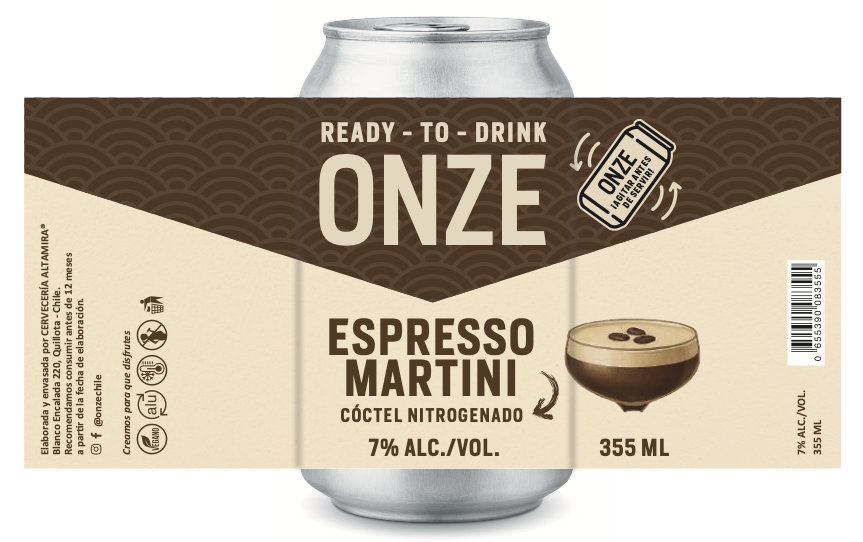 READY - TO - DRINK
ONZE
ONZE
¡AGITAR ANTES
DE SERVIR!
ESPRESSO
MARTINI
CÓCTEL NITROGENADO
7% ALC./VOL.
355 ML
Elaborada y envasada por CERVECERÍA ALTAMIRA®
Blanco Encalada 220, Quillota - Chile.
Recomendamos consumir antes de 12 meses
a partir de la fecha de elaboración.
@onzechile
Creamos para que disfrutes
VEGANO
alu
0 655390 083555
7% ALC./VOL.
355 ML